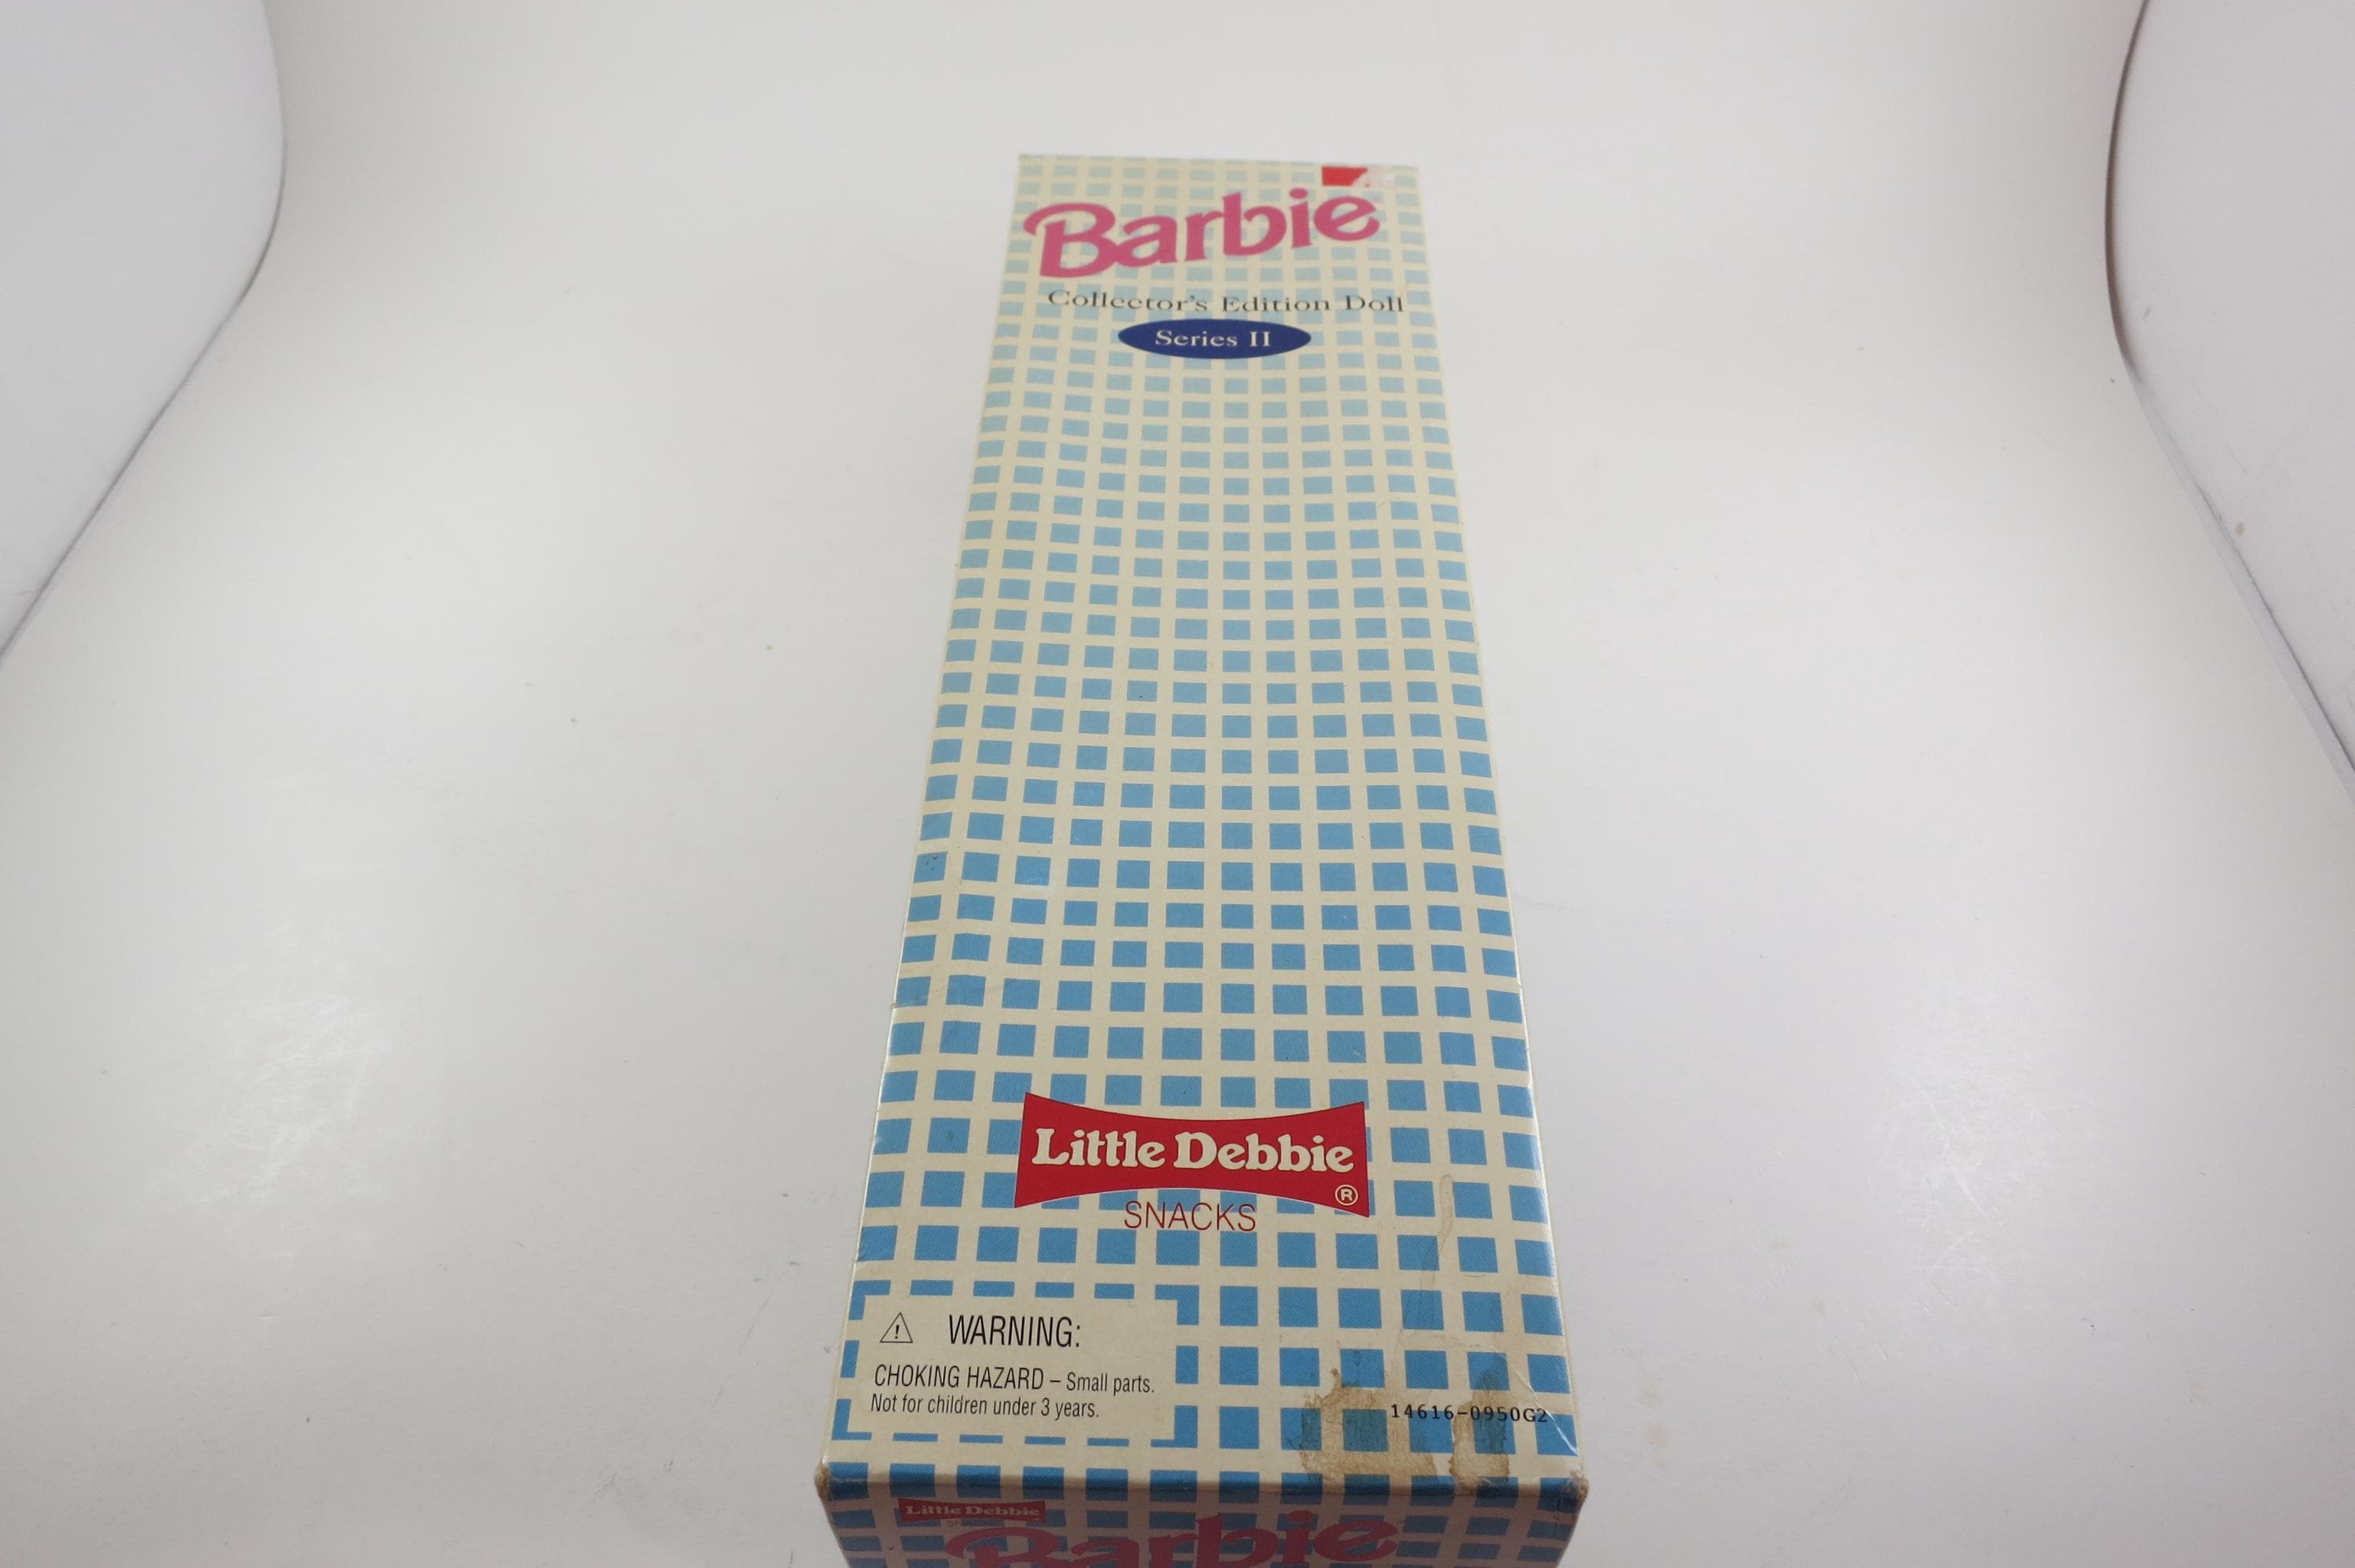 Barbie
Collector's Edition Doll
Series II
Little Debbie
®
SNACKS
⚠ WARNING:
CHOKING HAZARD – Small parts.
Not for children under 3 years.
14616-0950G2
Little Debbie
SNACKS
Barbie